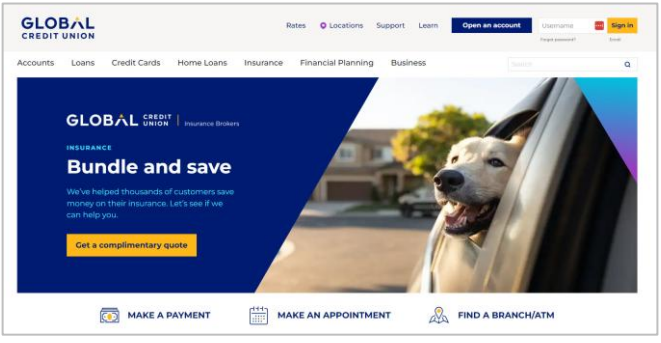 GLOBAL
CREDIT UNION
Rates Locations Support Learn Open an account Username Sign in
Forgot password? Enroll
Accounts Loans Credit Cards Home Loans Insurance Financial Planning Business Search
GLOBAL CREDIT UNION | Insurance Brokers
INSURANCE
Bundle and save
We've helped thousands of customers save
money on their insurance. Let's see if we
can help you.
Get a complimentary quote
MAKE A PAYMENT MAKE AN APPOINTMENT FIND A BRANCH/ATM